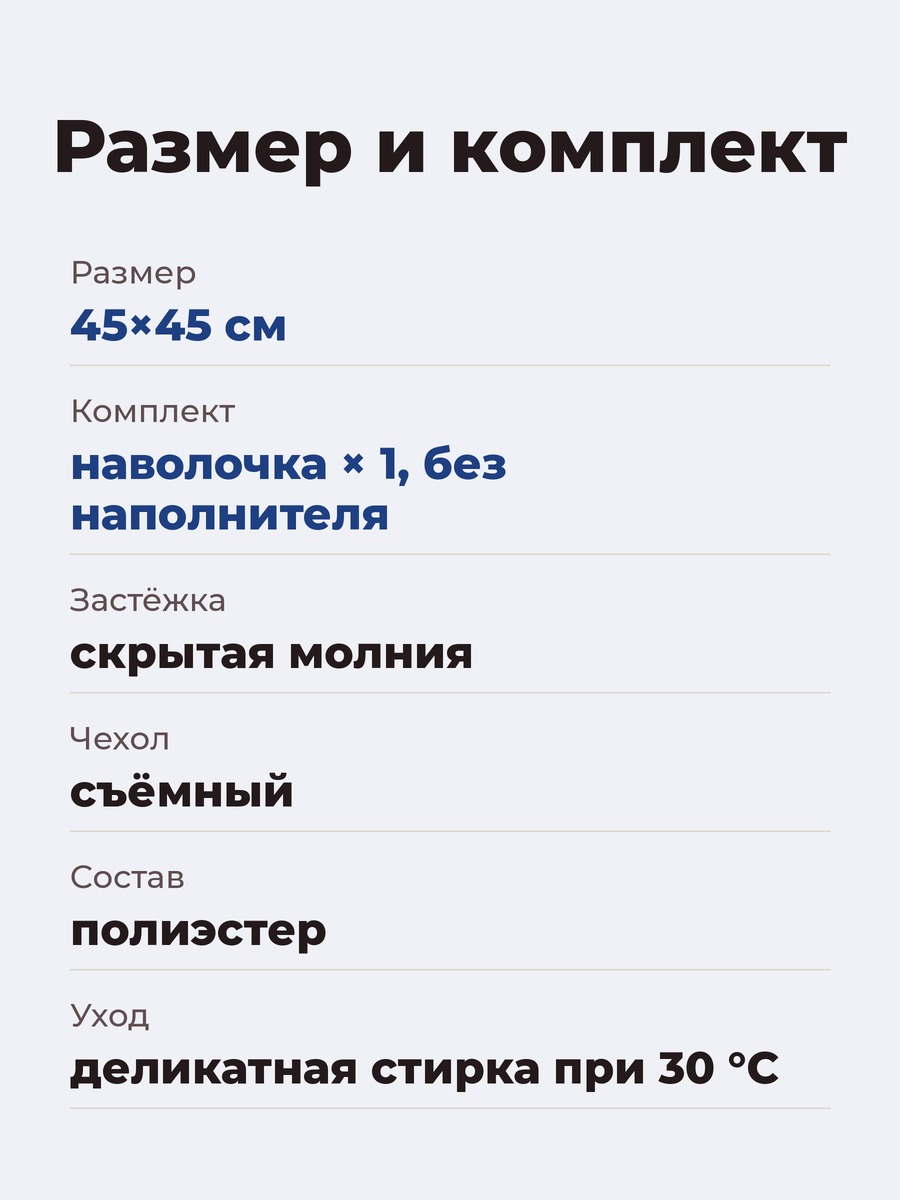 Размер и комплект
Размер
45×45 см
Комплект
наволочка × 1, без
наполнителя
Застёжка
скрытая молния
Чехол
съёмный
Состав
полиэстер
Уход
деликатная стирка при 30 °C